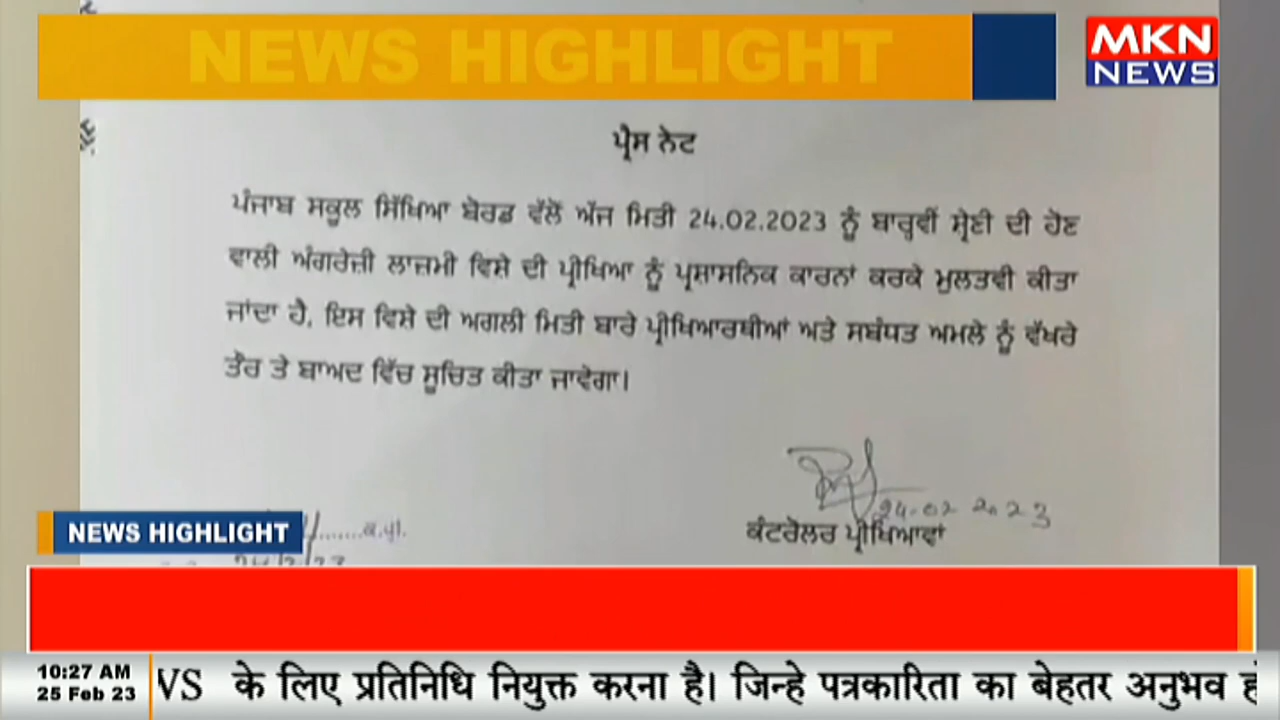 NEWS HIGHLIGHT
MKN
NEWS
ਪ੍ਰੈਸ ਨੋਟ
ਪੰਜਾਬ ਸਕੂਲ ਸਿੱਖਿਆ ਬੋਰਡ ਵੱਲੋਂ ਅੱਜ ਮਿਤੀ 24.02.2023 ਨੂੰ ਬਾਰ੍ਹਵੀਂ ਸ਼੍ਰੇਣੀ ਦੀ ਹੋਣ
ਵਾਲੀ ਅੰਗਰੇਜ਼ੀ ਲਾਜ਼ਮੀ ਵਿਸ਼ੇ ਦੀ ਪ੍ਰੀਖਿਆ ਨੂੰ ਪ੍ਰਸ਼ਾਸਨਿਕ ਕਾਰਨਾਂ ਕਰਕੇ ਮੁਲਤਵੀ ਕੀਤਾ
ਜਾਂਦਾ ਹੈ, ਇਸ ਵਿਸ਼ੇ ਦੀ ਅਗਲੀ ਮਿਤੀ ਬਾਰੇ ਪ੍ਰੀਖਿਆਰਥੀਆਂ ਅਤੇ ਸਬੰਧਤ ਅਮਲੇ ਨੂੰ ਵੱਖਰੇ
ਤੌਰ ਤੇ ਬਾਅਦ ਵਿੱਚ ਸੂਚਿਤ ਕੀਤਾ ਜਾਵੇਗਾ।
24-02 2023
ਕੰਟਰੋਲਰ ਪ੍ਰੀਖਿਆਵਾਂ
NEWS HIGHLIGHT
10:27 AM
25 Feb 23
VS के लिए प्रतिनिधि नियुक्त करना है। जिन्हे पत्रकारिता का बेहतर अनुभव